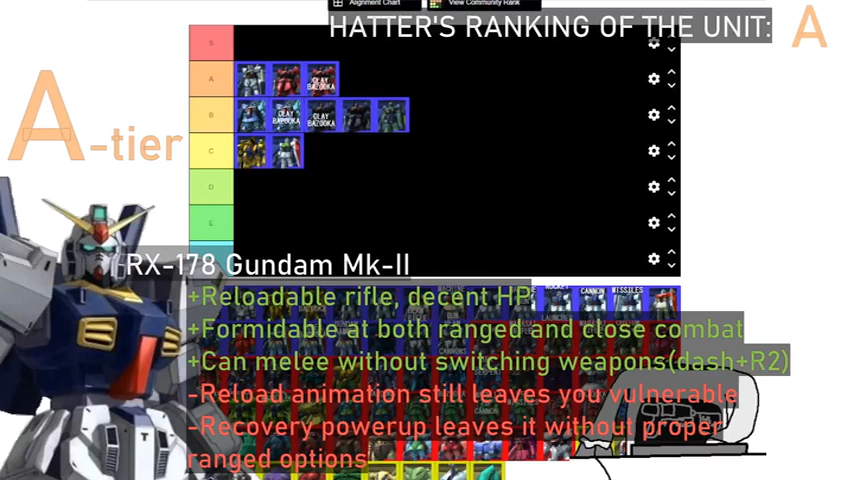 Alignment Chart
View Community Rank
HATTER'S RANKING OF THE UNIT:
A
S
A
CLAY
BAZOOKA
B
CLAY
BAZOOKA
CLAY
BAZOOKA
C
D
E
A-tier
RX-178 Gundam Mk-II
+Reloadable rifle, decent HP
CANNON
MISSILES
+Formidable at both ranged and close combat
+Can melee without switching weapons(dash+R2)
-Reload animation still leaves you vulnerable
-Recovery powerup leaves it without proper
ranged options